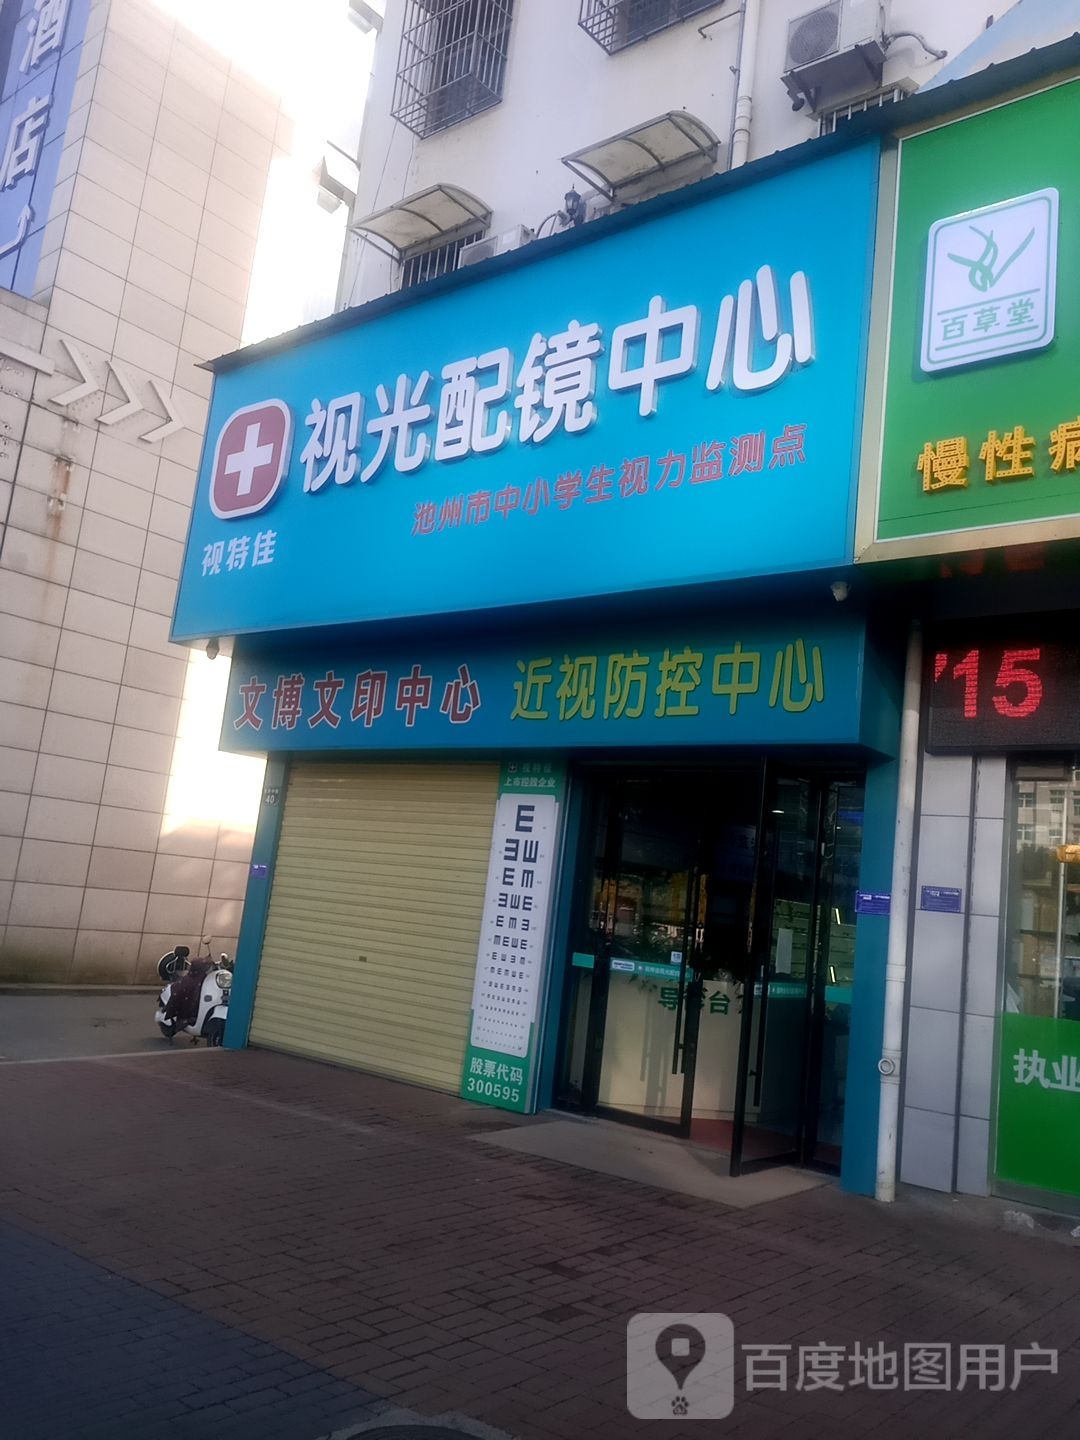 酒店
视光配镜中心
池州市中小学生视力监测点
视特佳
百草堂
慢性病
文博文印中心
近视防控中心
'15
40
视特佳
上市视践企业
E
股票代码
300595
导诊台
执业
百度地图用户